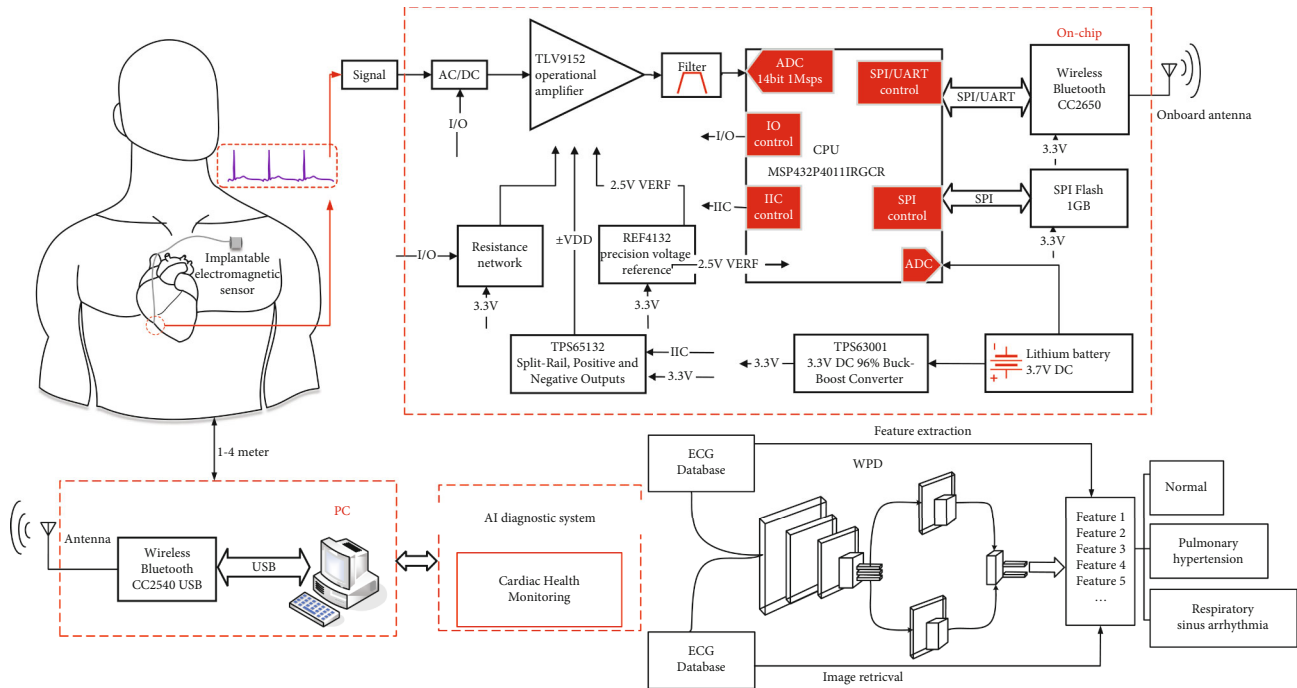 On-chip
Signal
AC/DC
TLV9152
operational
amplifier
Filter
ADC
14bit 1Msps
SPI/UART
control
SPI/UART
Wireless
Bluetooth
CC2650
Onboard antenna
I/O
I/O
IO
control
CPU
MSP432P4011IRGCR
3.3V
2.5V VERF
IIC
IIC
control
SPI
control
SPI
SPI Flash
1GB
Implantable
electromagnetic
sensor
I/O
Resistance
network
±VDD
REF4132
precision voltage
reference
2.5V VERF
ADC
3.3V
3.3V
3.3V
TPS65132
Split-Rail, Positive and
Negative Outputs
IIC
3.3V
3.3V
TPS63001
3.3V DC 96% Buck-
Boost Converter
Lithium battery
3.7V DC
-
+
1-4 meter
PC
Antenna
Wireless
Bluetooth
CC2540 USB
USB
AI diagnostic system
Cardiac Health
Monitoring
ECG
Database
Feature extraction
WPD
ECG
Database
Image retricval
Feature 1
Feature 2
Feature 3
Feature 4
Feature 5
…
Normal
Pulmonary
hypertension
Respiratory
sinus arrhythmia